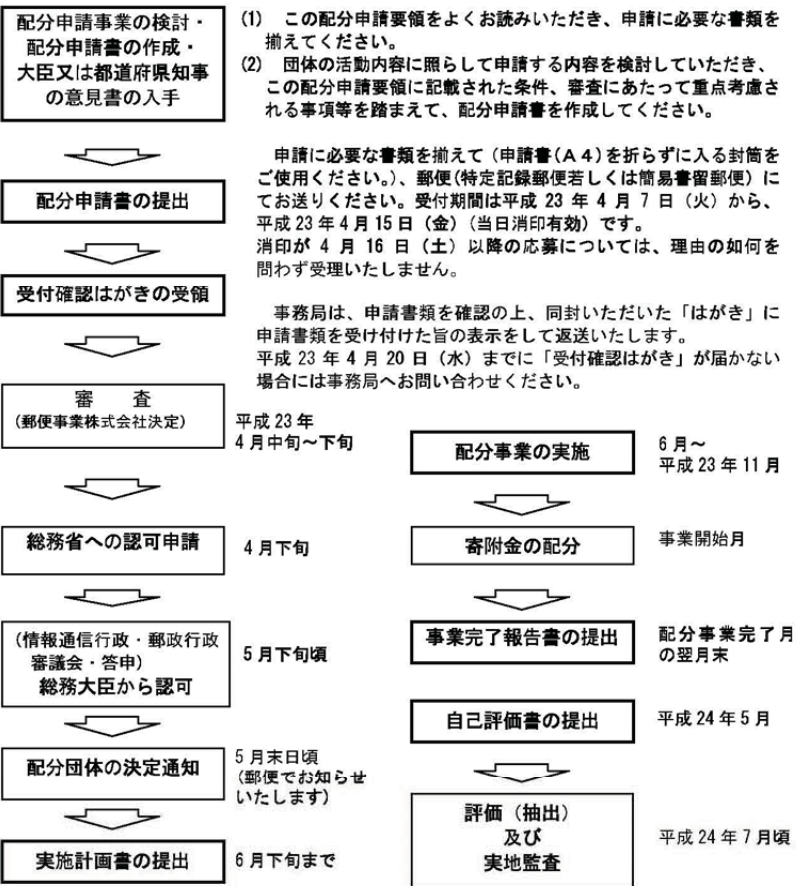 配分申請事業の検討・
配分申請書の作成・
大臣又は都道府県知事
の意見書の入手
(1) この配分申請要領をよくお読みいただき、申請に必要な書類を
揃えてください。
(2) 団体の活動内容に照らして申請する内容を検討していただき、
この配分申請要領に記載された条件、審査にあたって重点考慮さ
れる事項等を踏まえて、配分申請書を作成してください。
配分申請書の提出
申請に必要な書類を揃えて（申請書（A４）を折らずに入る封筒を
ご使用ください。）、郵便（特定記録郵便若しくは簡易書留郵便）に
てお送りください。受付期間は平成 23 年 4 月 7 日（火）から、
平成 23 年 4 月 15 日（金）（当日消印有効）です。
消印が 4 月 16 日（土）以降の応募については、理由の如何を
問わず受理いたしません。
受付確認はがきの受領
事務局は、申請書類を確認の上、同封いただいた「はがき」に
申請書類を受け付けた旨の表示をして返送いたします。
平成 23 年 4 月 20 日（水）までに「受付確認はがき」が届かない
場合には事務局へお問い合わせください。
審　査
(郵便事業株式会社決定)
平成 23 年
4 月中旬～下旬
総務省への認可申請
4 月下旬
(情報通信行政・郵政行政
審議会・答申)
総務大臣から認可
5 月下旬頃
配分団体の決定通知
5 月末日頃
(郵便でお知らせ
いたします)
実施計画書の提出
6 月下旬まで
配分事業の実施
6 月～
平成 23 年 11 月
寄附金の配分
事業開始月
事業完了報告書の提出
配分事業完了月
の翌月末
自己評価書の提出
平成 24 年 5 月
評価（抽出）
及び
実地監査
平成 24 年 7 月頃